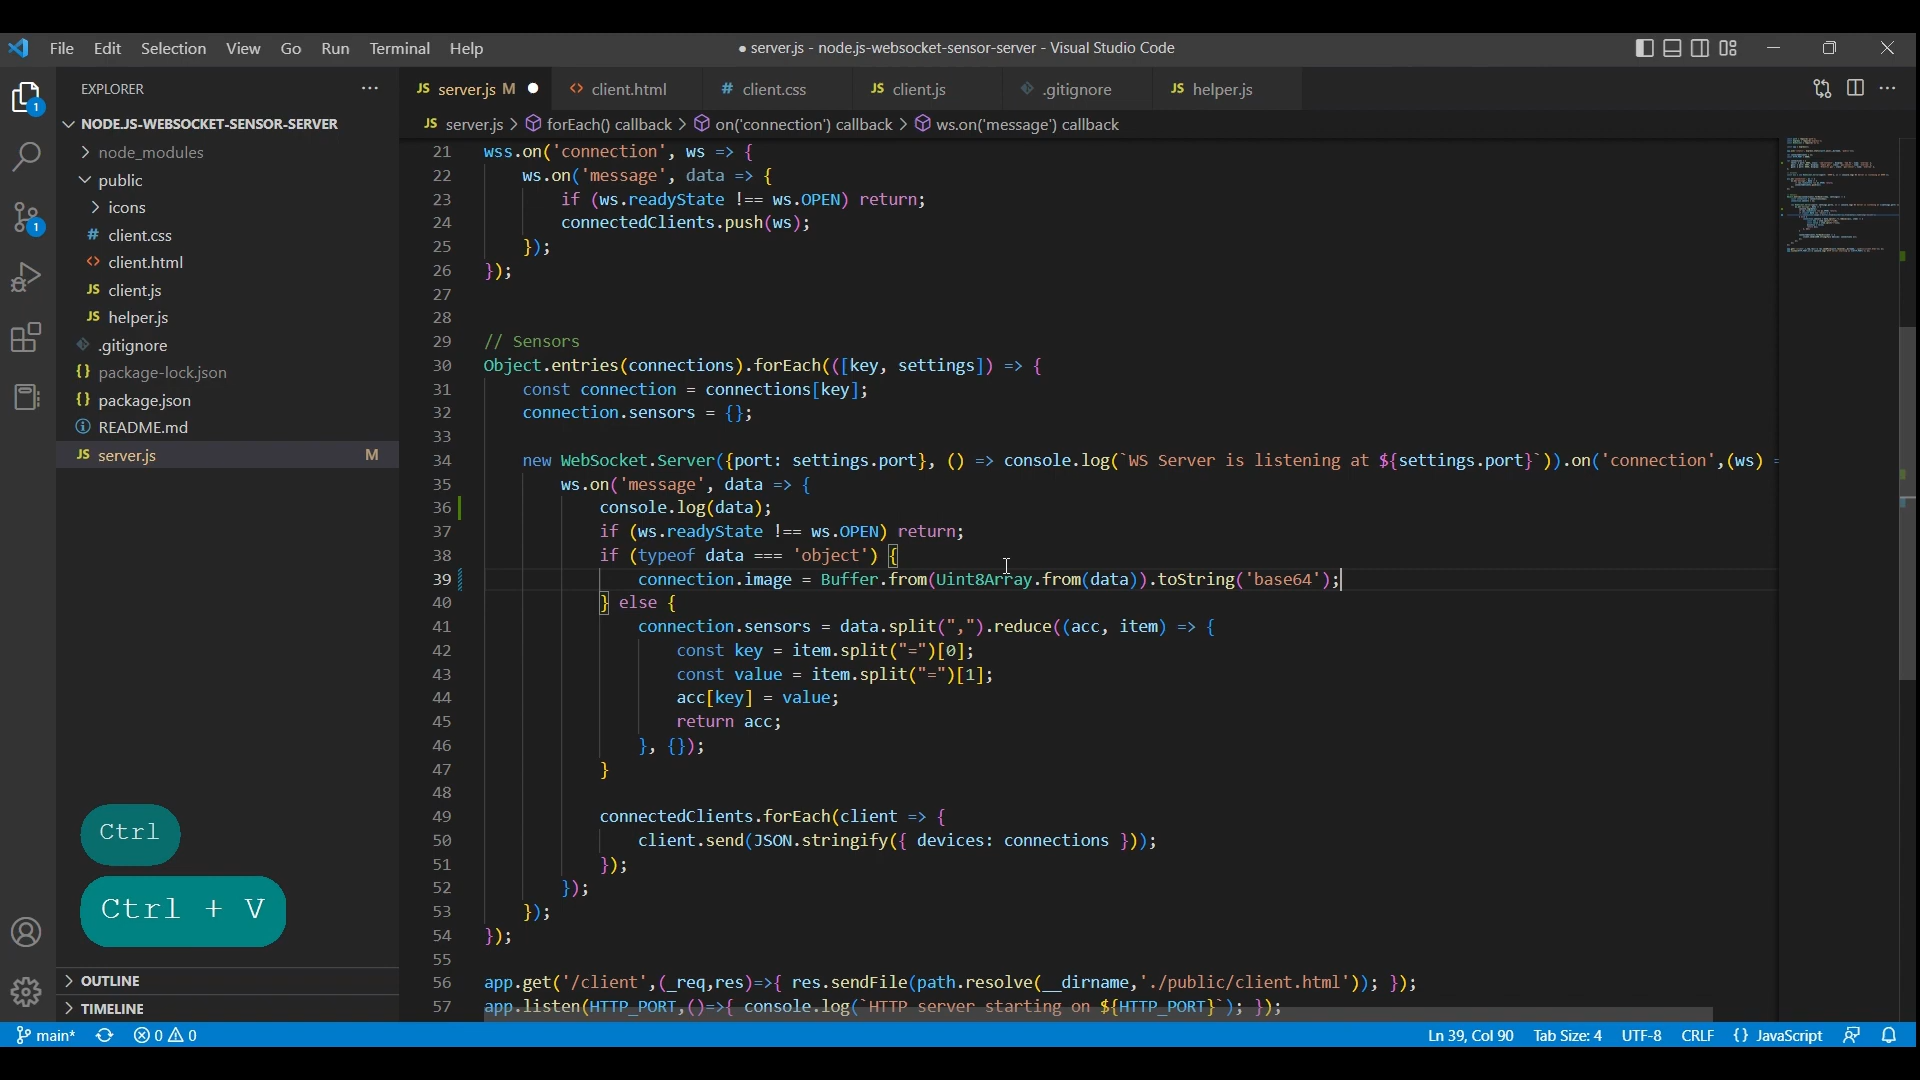 File Edit Selection View Go Run Terminal Help
● server.js - node.js-websocket-sensor-server - Visual Studio Code
EXPLORER ...
JS server.js M ●
<> client.html
# client.css
JS client.js
.gitignore
JS helper.js
JS server.js > forEach() callback > on('connection') callback > ws.on('message') callback
1
1
NODE.JS-WEBSOCKET-SENSOR-SERVER
> node_modules
public
> icons
# client.css
<> client.html
JS client.js
JS helper.js
.gitignore
{} package-lock.json
{} package.json
README.md
JS server.js M
Ctrl
Ctrl + V
> OUTLINE
> TIMELINE
21 wss.on('connection', ws => {
22 ws.on('message', data => {
23 if (ws.readyState !== ws.OPEN) return;
24 connectedClients.push(ws);
25 });
26 });
27
28
29 // Sensors
30 Object.entries(connections).forEach(([key, settings]) => {
31 const connection = connections[key];
32 connection.sensors = {};
33
34 new WebSocket.Server({port: settings.port}, () => console.log(`WS Server is listening at ${settings.port}`)).on('connection',(ws) =
35 ws.on('message', data => {
36 console.log(data);
37 if (ws.readyState !== ws.OPEN) return;
38 if (typeof data === 'object') {
39 connection.image = Buffer.from(Uint8Array.from(data)).toString('base64');
40 } else {
41 connection.sensors = data.split(",").reduce((acc, item) => {
42 const key = item.split("=")[0];
43 const value = item.split("=")[1];
44 acc[key] = value;
45 return acc;
46 }, {});
47 }
48
49 connectedClients.forEach(client => {
50 client.send(JSON.stringify({ devices: connections }));
51 });
52 });
53 });
54 });
55
56 app.get('/client',(_req,res)=>{ res.sendFile(path.resolve(__dirname,'./public/client.html')); });
57 app.listen(HTTP_PORT,()=>{ console.log(`HTTP server starting on ${HTTP_PORT}`); });
main* 0 0
Ln 39, Col 90 Tab Size: 4 UTF-8 CRLF {} JavaScript